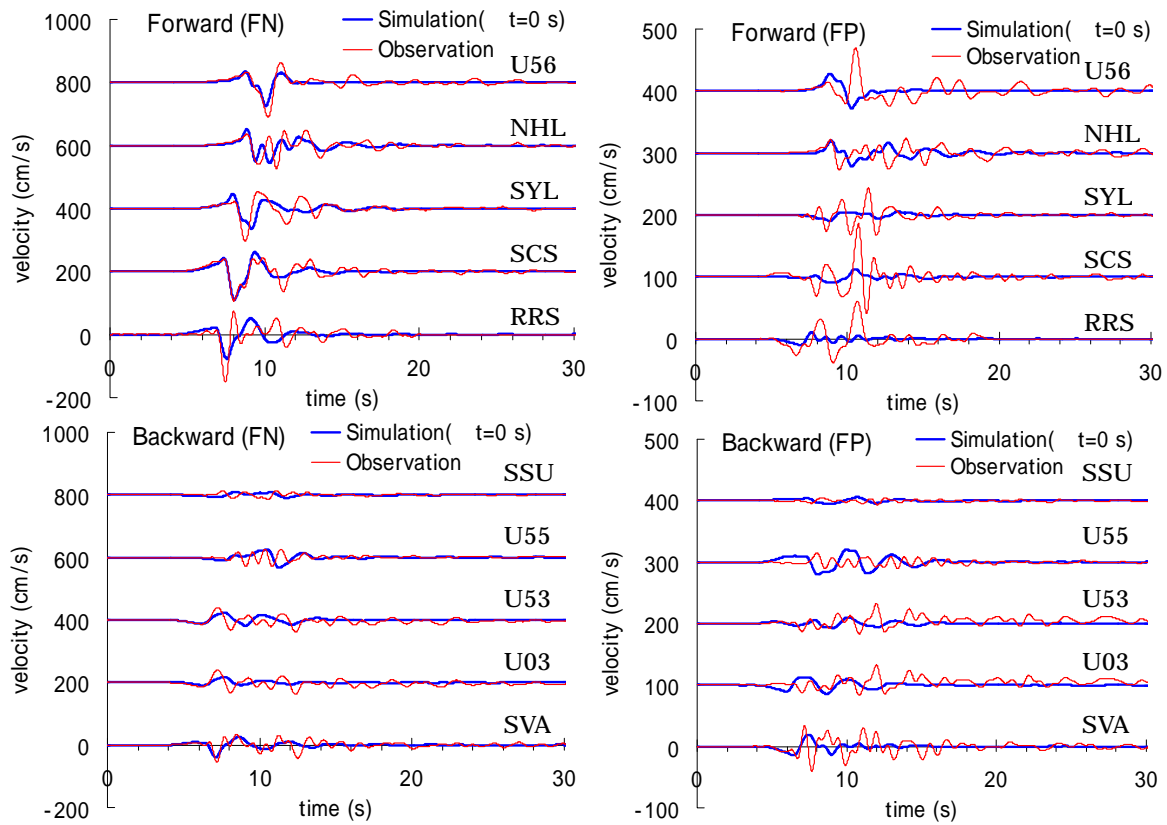 Forward (FN)
Simulation( t=0 s)
Observation
1000
800
600
400
200
0
-200
velocity (cm/s)
U56
NHL
SYL
SCS
RRS
0 10 20 30
time (s)
Forward (FP)
Simulation( t=0 s)
Observation
500
400
300
200
100
0
-100
velocity (cm/s)
U56
NHL
SYL
SCS
RRS
0 10 20 30
time (s)
Backward (FN)
Simulation( t=0 s)
Observation
1000
800
600
400
200
0
-200
velocity (cm/s)
SSU
U55
U53
U03
SVA
0 10 20 30
time (s)
Backward (FP)
Simulation( t=0 s)
Observation
500
400
300
200
100
0
-100
velocity (cm/s)
SSU
U55
U53
U03
SVA
0 10 20 30
time (s)